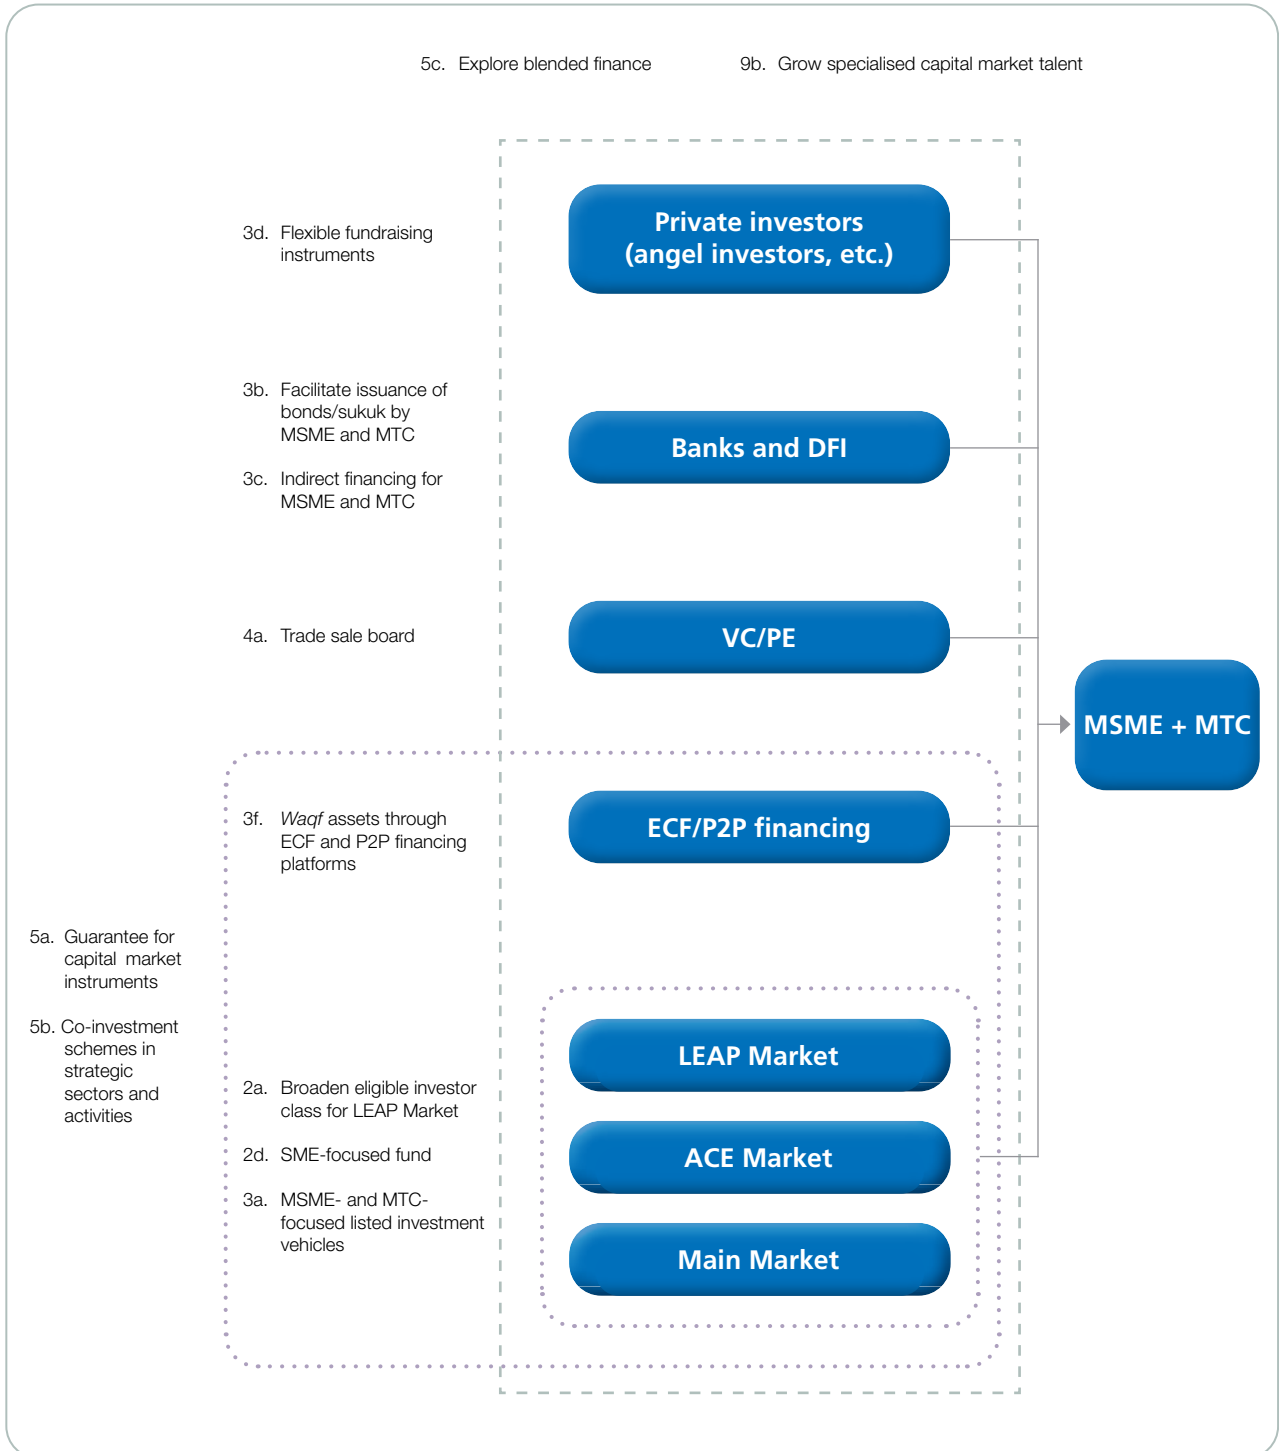 5c. Explore blended finance
9b. Grow specialised capital market talent
Private investors
(angel investors, etc.)
3d. Flexible fundraising
instruments
3b. Facilitate issuance of
bonds/sukuk by
MSME and MTC
3c. Indirect financing for
MSME and MTC
Banks and DFI
4a. Trade sale board
VC/PE
MSME + MTC
3f. Waqf assets through
ECF and P2P financing
platforms
ECF/P2P financing
5a. Guarantee for
capital market
instruments
5b. Co-investment
schemes in
strategic
sectors and
activities
2a. Broaden eligible investor
class for LEAP Market
2d. SME-focused fund
3a. MSME- and MTC-
focused listed investment
vehicles
LEAP Market
ACE Market
Main Market